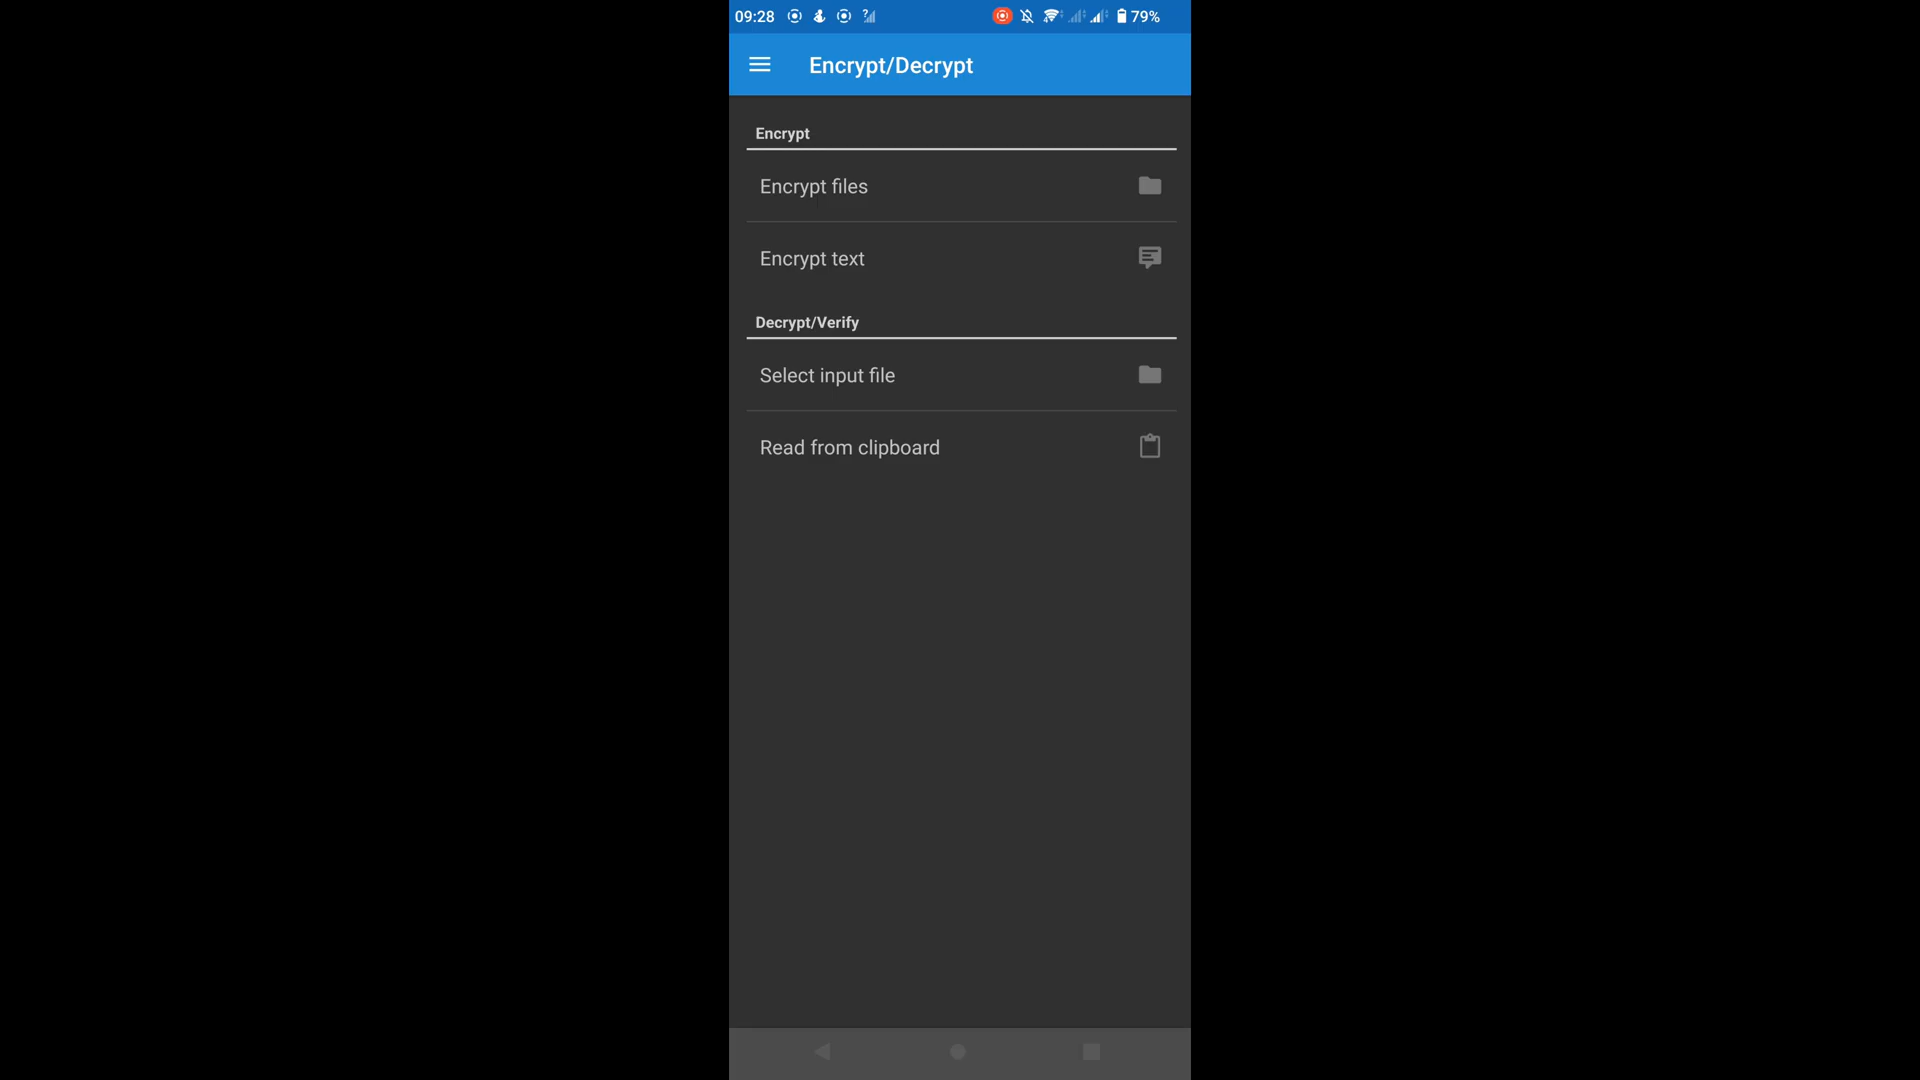 09:28
79%
Encrypt/Decrypt
Encrypt
Encrypt files
Encrypt text
Decrypt/Verify
Select input file
Read from clipboard